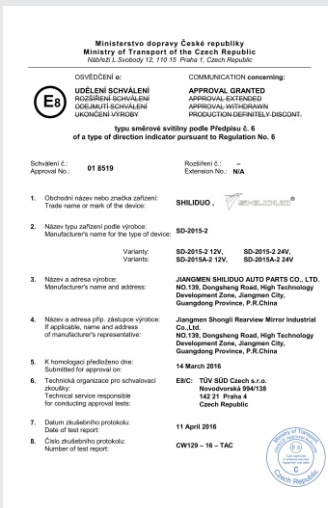 Ministerstvo dopravy České republiky
Ministry of Transport of the Czech Republic
Nábřeží L.Svobody 12, 110 15 Praha 1, Czech Republic
OSVĚDČENÍ o: COMMUNICATION concerning:
E8
UDĚLENÍ SCHVÁLENÍ APPROVAL GRANTED
ROZŠÍŘENÍ SCHVÁLENÍ APPROVAL EXTENDED
ODEJMUTÍ SCHVÁLENÍ APPROVAL WITHDRAWN
UKONČENÍ VÝROBY PRODUCTION DEFINITELY DISCONT.
typu směrové svítilny podle Předpisu č. 6
of a type of direction indicator pursuant to Regulation No. 6
Schválení č.: Rozšíření č.: –
Approval No.: 01 8519 Extension No.: N/A
1. Obchodní název nebo značka zařízení:
Trade name or mark of the device: SHILIDUO , SHILIDUO
2. Název typu zařízení podle výrobce:
Manufacturer's name for the type of device: SD-2015-2
Varianty: SD-2015-2 12V, SD-2015-2 24V,
Variants: SD-2015A-2 12V, SD-2015A-2 24V
3. Název a adresa výrobce: JIANGMEN SHILIDUO AUTO PARTS CO., LTD.
Manufacturer's name and address: NO.139, Dongsheng Road, High Technology
Development Zone, Jiangmen City,
Guangdong Province, P.R.China
4. Název a adresa příp. zástupce výrobce: Jiangmen Shongli Rearview Mirror Industrial
If applicable, name and address Co.,Ltd.
of manufacturer's representative: NO.139, Dongsheng Road, High Technology
Development Zone, Jiangmen City,
Guangdong Province, P.R.China
5. K homologaci předloženo dne:
Submitted for approval on: 14 March 2016
6. Technická organizace pro schvalovací E8/C: TÜV SÜD Czech s.r.o.
zkoušky: Novodvorská 994/138
Technical service responsible 142 21 Praha 4
for conducting approval tests: Czech Republic
7. Datum zkušebního protokolu:
Date of test report: 11 April 2016
8. Číslo zkušebního protokolu:
Number of test report: CW129 – 16 – TAC
Ministry of Transport
E8
C
Czech Republic